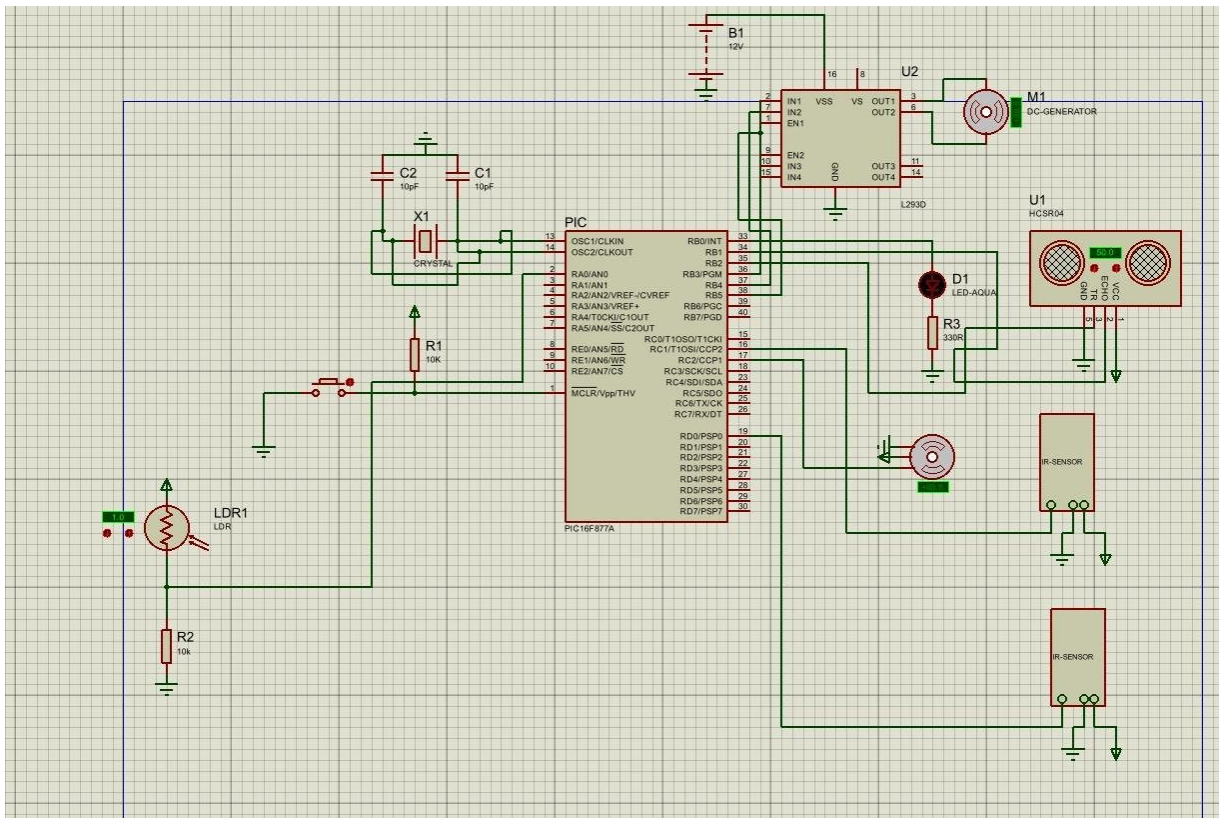 B1
12V
U2
16
8
2
IN1
VSS
VS
OUT1
3
7
IN2
OUT2
6
1
EN1
9
EN2
10
IN3
OUT3
11
15
IN4
OUT4
14
GND
L293D
M1
DC-GENERATOR
C2
10pF
C1
10pF
X1
CRYSTAL
U1
HCSR04
50.0
GND
TR
ECHO
VCC
5
3
2
1
PIC
13
OSC1/CLKIN
RB0/INT
33
14
OSC2/CLKOUT
RB1
34
RB2
35
2
RA0/AN0
RB3/PGM
36
3
RA1/AN1
RB4
37
4
RA2/AN2/VREF-/CVREF
RB5
38
5
RA3/AN3/VREF+
RB6/PGC
39
6
RA4/T0CKI/C1OUT
RB7/PGD
40
7
RA5/AN4/SS/C2OUT
RC0/T1OSO/T1CKI
15
8
RE0/AN5/RD
RC1/T1OSI/CCP2
16
9
RE1/AN6/WR
RC2/CCP1
17
10
RE2/AN7/CS
RC3/SCK/SCL
18
RC4/SDI/SDA
23
1
MCLR/Vpp/THV
RC5/SDO
24
RC6/TX/CK
25
RC7/RX/DT
26
RD0/PSP0
19
RD1/PSP1
20
RD2/PSP2
21
RD3/PSP3
22
RD4/PSP4
27
RD5/PSP5
28
RD6/PSP6
29
RD7/PSP7
30
PIC16F877A
D1
LED-AQUA
R3
330R
R1
10K
IR-SENSOR
1.0
LDR1
LDR
R2
10k
IR-SENSOR